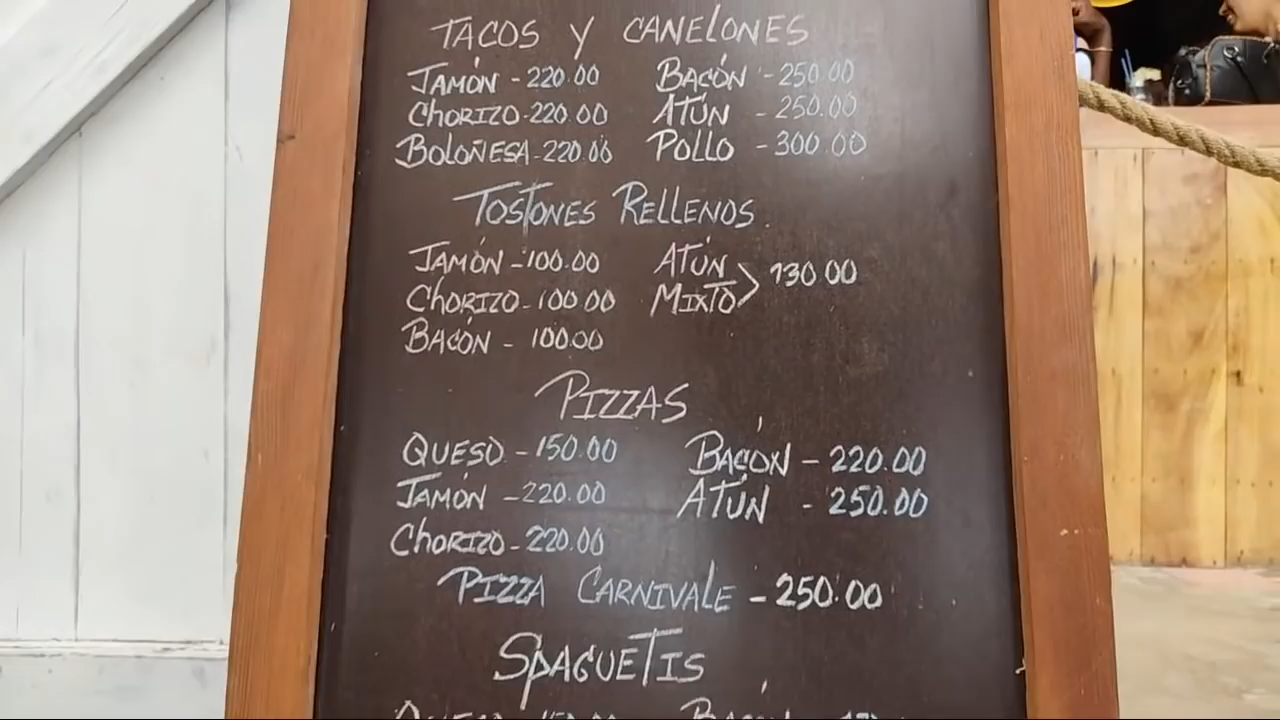 TACOS Y CANELONES
JAMÓN - 220.00 BACÓN - 250.00
CHORIZO - 220.00 ATÚN - 250.00
BOLOÑESA - 220.00 POLLO - 300.00
TOSTONES RELLENOS
JAMÓN - 100.00 ATÚN
CHORIZO - 100.00 MIXTO > 130.00
BACÓN - 100.00
PIZZAS
QUESO - 150.00 BACÓN - 220.00
JAMÓN - 220.00 ATÚN - 250.00
CHORIZO - 220.00
PIZZA CARNIVALE - 250.00
SPAGUETIS